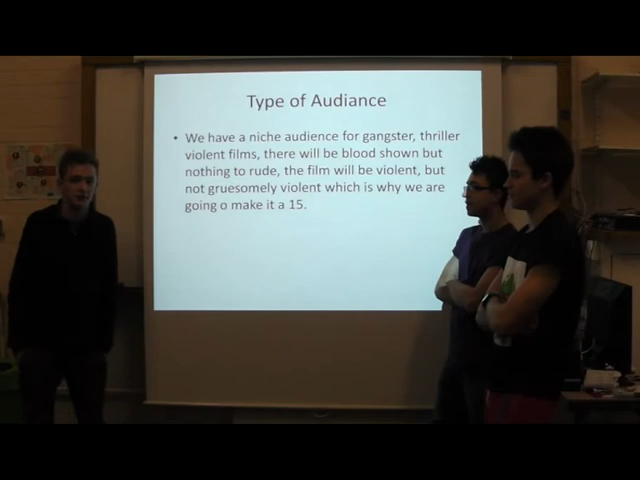 Type of Audiance
• We have a niche audience for gangster, thriller
violent films, there will be blood shown but
nothing to rude, the film will be violent, but
not gruesomely violent which is why we are
going o make it a 15.